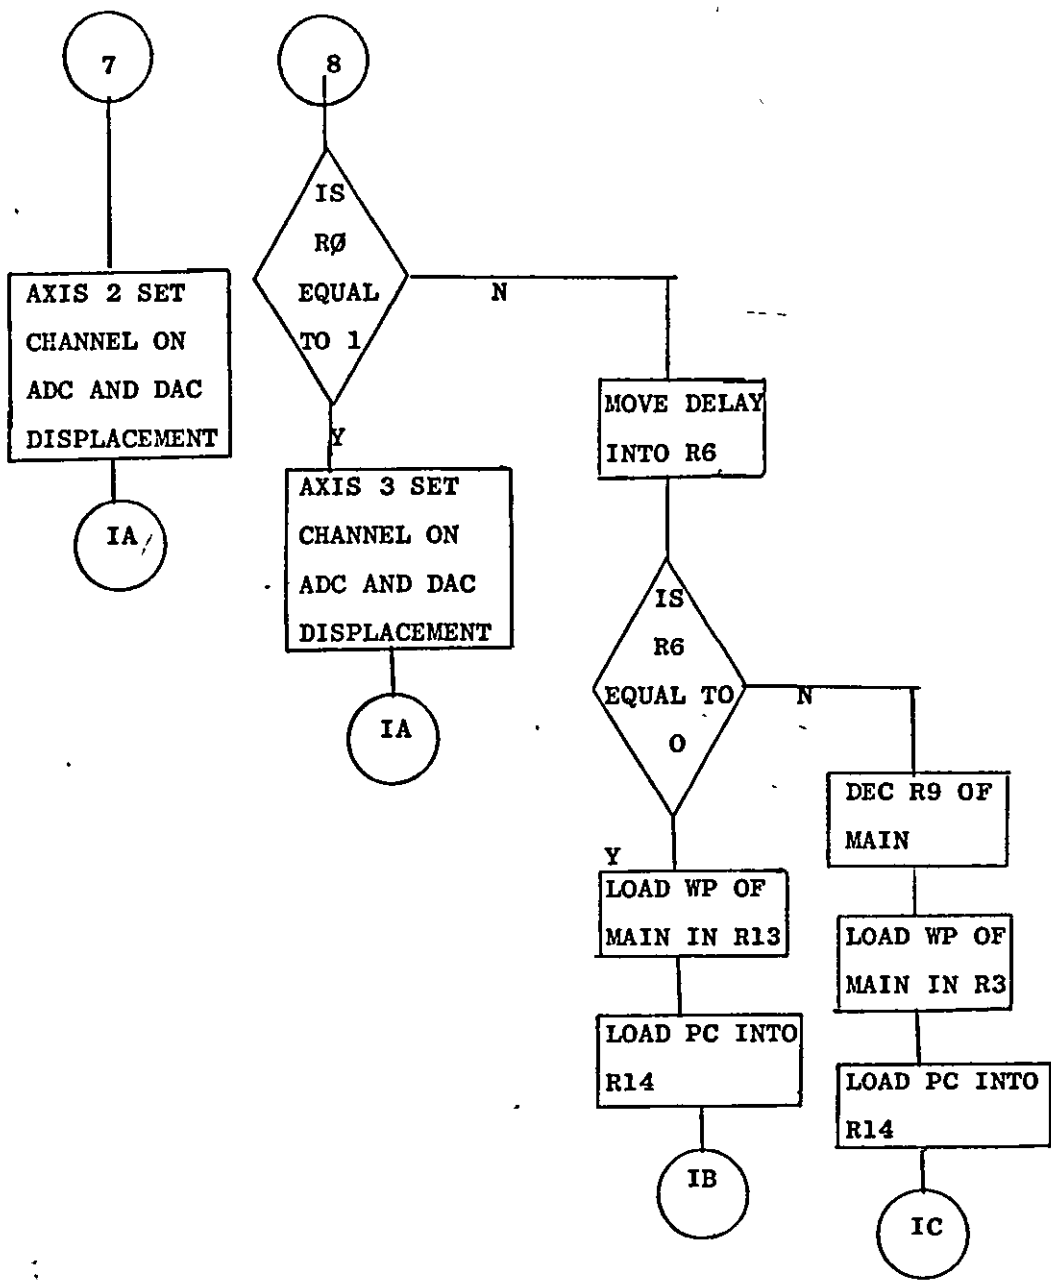 7
AXIS 2 SET
CHANNEL ON
ADC AND DAC
DISPLACEMENT
IA
8
IS
RØ
EQUAL
TO 1
N
Y
AXIS 3 SET
CHANNEL ON
ADC AND DAC
DISPLACEMENT
IA
MOVE DELAY
INTO R6
IS
R6
EQUAL TO
O
N
Y
LOAD WP OF
MAIN IN R13
LOAD PC INTO
R14
IB
DEC R9 OF
MAIN
LOAD WP OF
MAIN IN R3
LOAD PC INTO
R14
IC